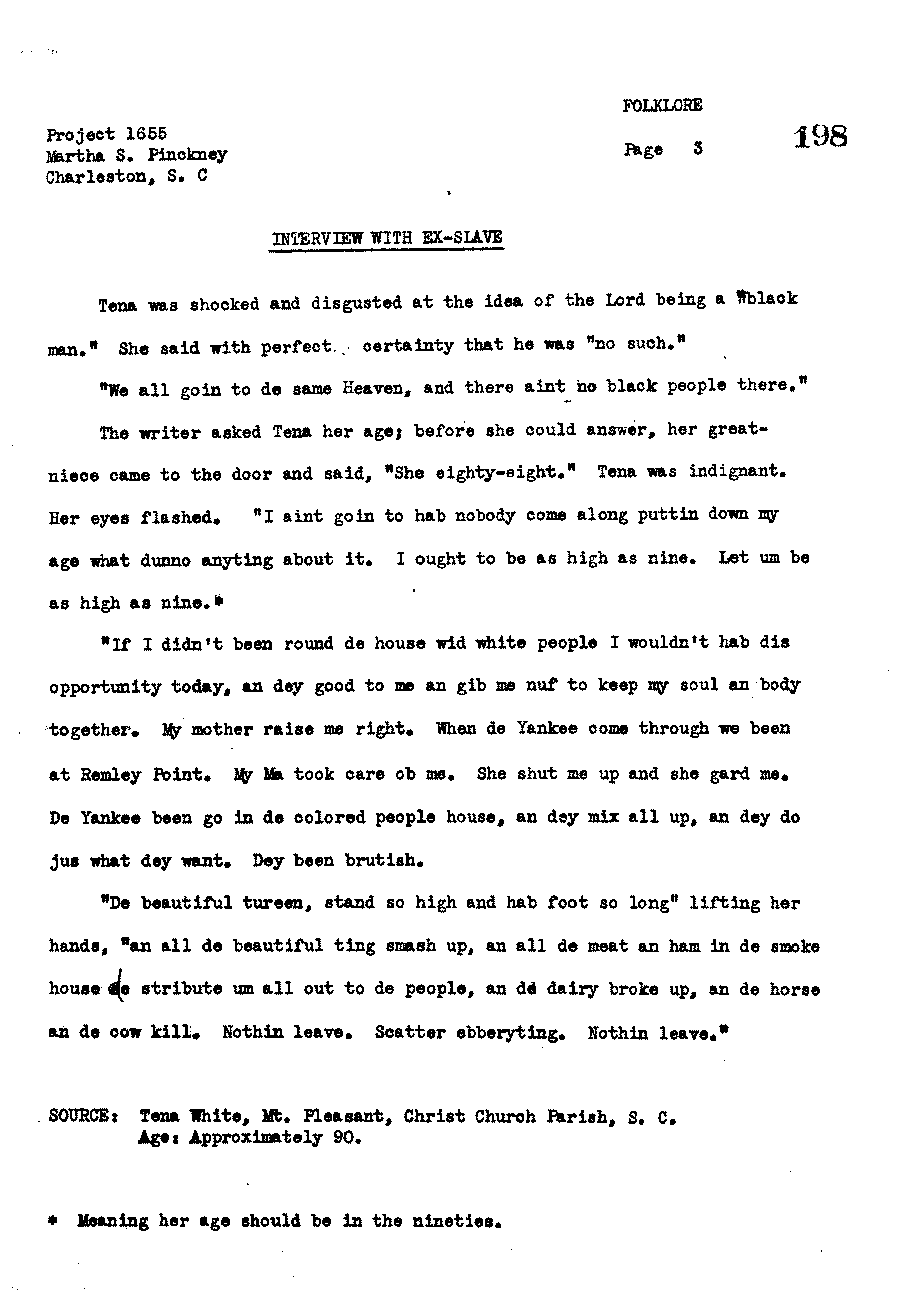 FOLKLORE
Project 1655
Martha S. Pinckney
Charleston, S. C
Page 3
198
INTERVIEW WITH EX-SLAVE
Tena was shocked and disgusted at the idea of the Lord being a "black
man." She said with perfect certainty that he was "no such."
"We all goin to de same Heaven, and there aint no black people there."
The writer asked Tena her age; before she could answer, her great-
niece came to the door and said, "She eighty-eight." Tena was indignant.
Her eyes flashed. "I aint goin to hab nobody come along puttin down my
age what dunno anyting about it. I ought to be as high as nine. Let um be
as high as nine.*
"If I didn't been round de house wid white people I wouldn't hab dis
opportunity today, an dey good to me an gib me nuf to keep my soul an body
together. My mother raise me right. When de Yankee come through we been
at Remley Point. My Ma took care ob me. She shut me up and she gard me.
De Yankee been go in de colored people house, an dey mix all up, an dey do
jus what dey want. Dey been brutish.
"De beautiful tureen, stand so high and hab foot so long" lifting her
hands, "an all de beautiful ting smash up, an all de meat an ham in de smoke
house de stribute um all out to de people, an de dairy broke up, an de horse
an de cow kill. Nothin leave. Scatter ebberyting. Nothin leave."
SOURCE: Tena White, Mt. Pleasant, Christ Church Parish, S. C.
Age: Approximately 90.
* Meaning her age should be in the nineties.